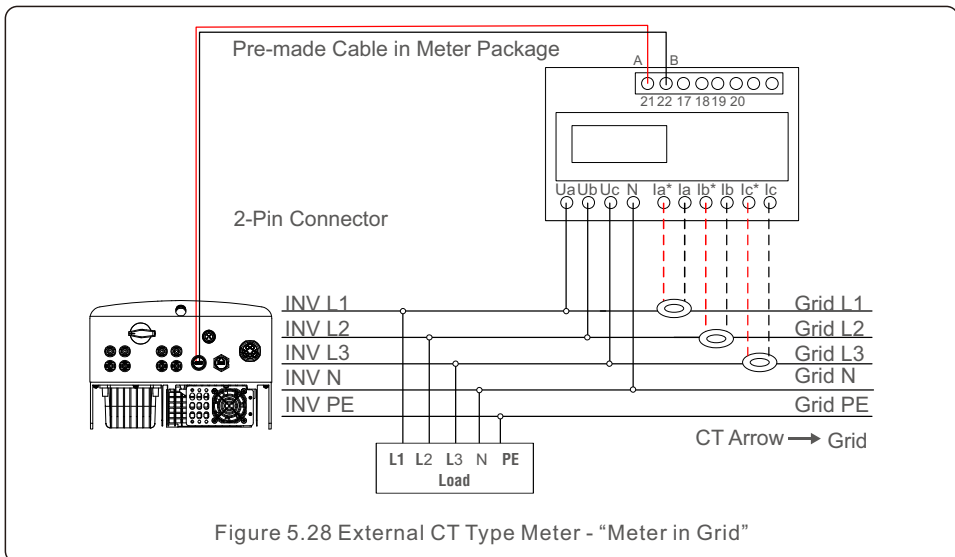 Pre-made Cable in Meter Package
A B
21 22 17 18 19 20
Ua Ub Uc N Ia* Ia Ib* Ib Ic* Ic
2-Pin Connector
INV L1 Grid L1
INV L2 Grid L2
INV L3 Grid L3
INV N Grid N
INV PE Grid PE
CT Arrow → Grid
L1 L2 L3 N PE
Load
Figure 5.28 External CT Type Meter - “Meter in Grid”